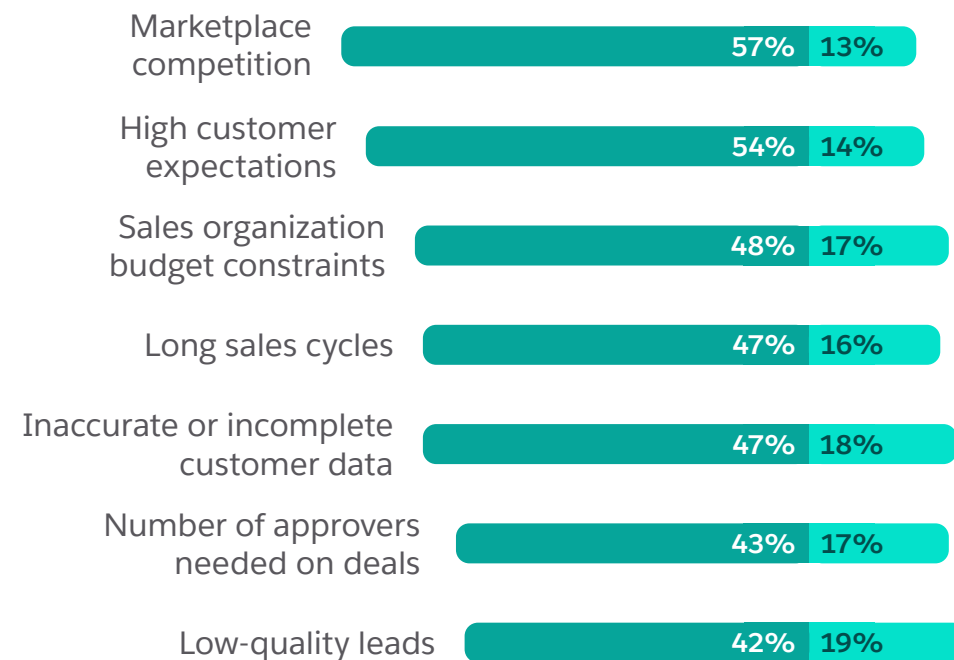 Marketplace
competition
57% 13%
High customer
expectations
54% 14%
Sales organization
budget constraints
48% 17%
Long sales cycles
47% 16%
Inaccurate or incomplete
customer data
47% 18%
Number of approvers
needed on deals
43% 17%
Low-quality leads
42% 19%